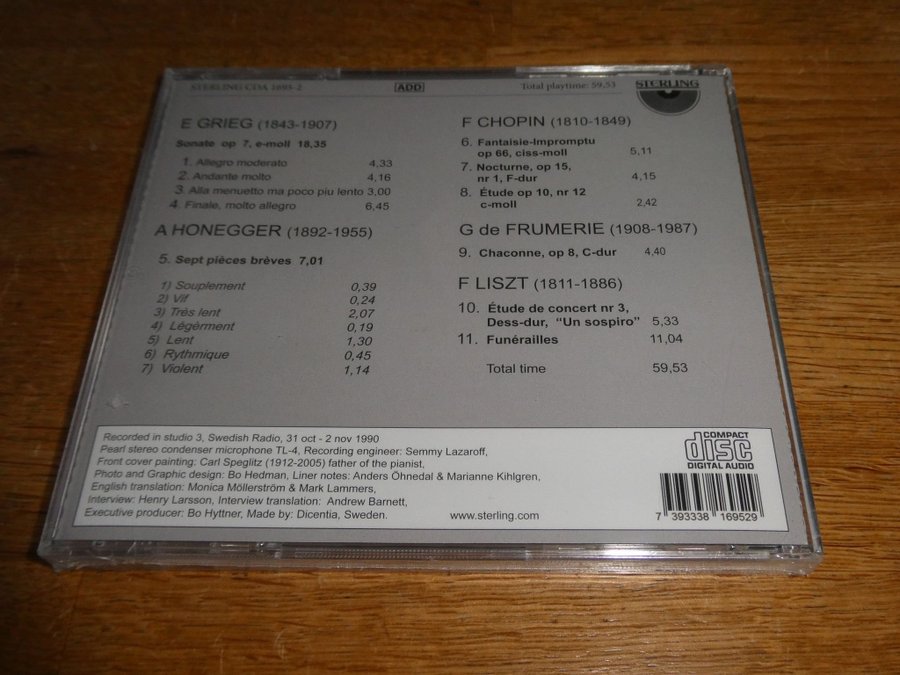 STERLING CDA 1695-2
ADD
Total playtime: 59,53
STERLING
E GRIEG (1843-1907)
Sonate op 7, e-moll 18,35
1. Allegro moderato 4,33
2. Andante molto 4,16
3. Alla menuetto ma poco piu lento 3,00
4. Finale, molto allegro 6,45
A HONEGGER (1892-1955)
5. Sept pièces brèves 7,01
1) Souplement 0,39
2) Vif 0,24
3) Très lent 2,07
4) Légèrment 0,19
5) Lent 1,30
6) Rythmique 0,45
7) Violent 1,14
F CHOPIN (1810-1849)
6. Fantaisie-Impromptu
op 66, ciss-moll 5,11
7. Nocturne, op 15,
nr 1, F-dur 4,15
8. Étude op 10, nr 12
c-moll 2,42
G de FRUMERIE (1908-1987)
9. Chaconne, op 8, C-dur 4,40
F LISZT (1811-1886)
10. Étude de concert nr 3,
Dess-dur, “Un sospiro” 5,33
11. Funérailles 11,04
Total time 59,53
Recorded in studio 3, Swedish Radio, 31 oct - 2 nov 1990
Pearl stereo condenser microphone TL-4, Recording engineer: Semmy Lazaroff,
Front cover painting: Carl Speglitz (1912-2005) father of the pianist,
Photo and Graphic design: Bo Hedman, Liner notes: Anders Öhnedal & Marianne Kihlgren,
English translation: Monica Möllerström & Mark Lammers,
Interview: Henry Larsson, Interview translation: Andrew Barnett,
Executive producer: Bo Hyttner, Made by: Dicentia, Sweden.
www.sterling.com
COMPACT
disc
DIGITAL AUDIO
7 393338 169529